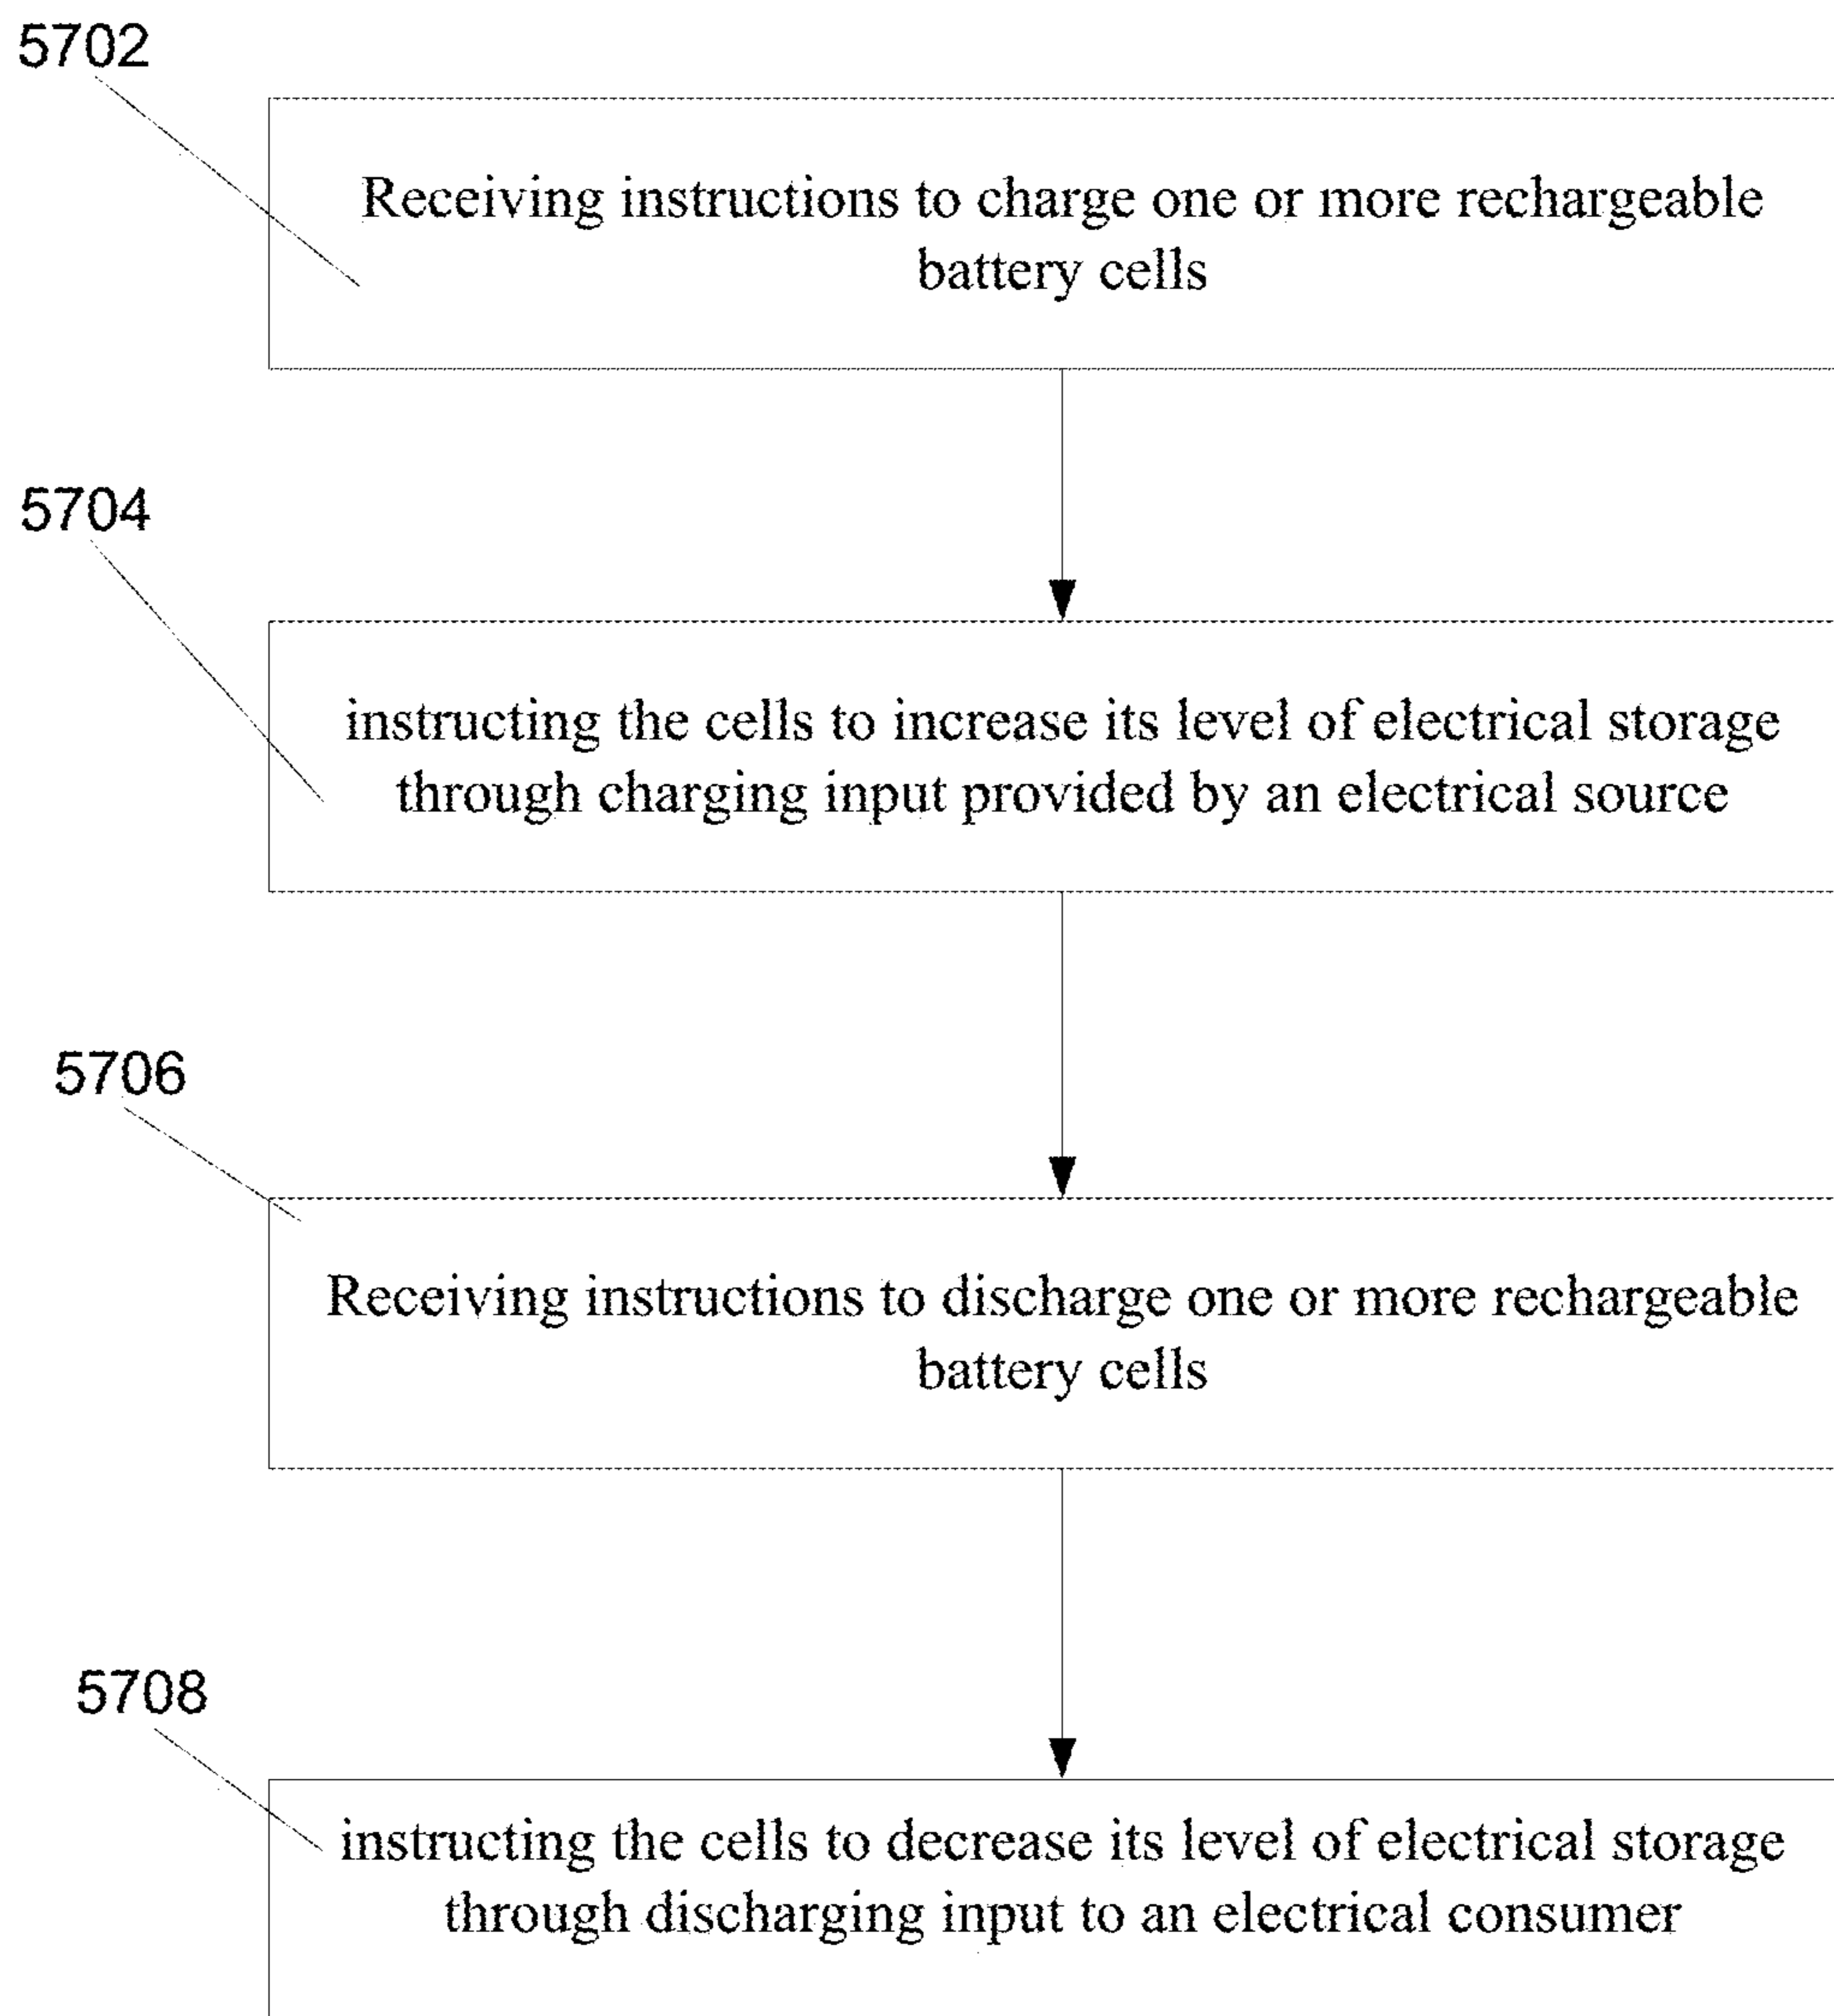 5702
Receiving instructions to charge one or more rechargeable
battery cells
5704
instructing the cells to increase its level of electrical storage
through charging input provided by an electrical source
5706
Receiving instructions to discharge one or more rechargeable
battery cells
5708
instructing the cells to decrease its level of electrical storage
through discharging input to an electrical consumer